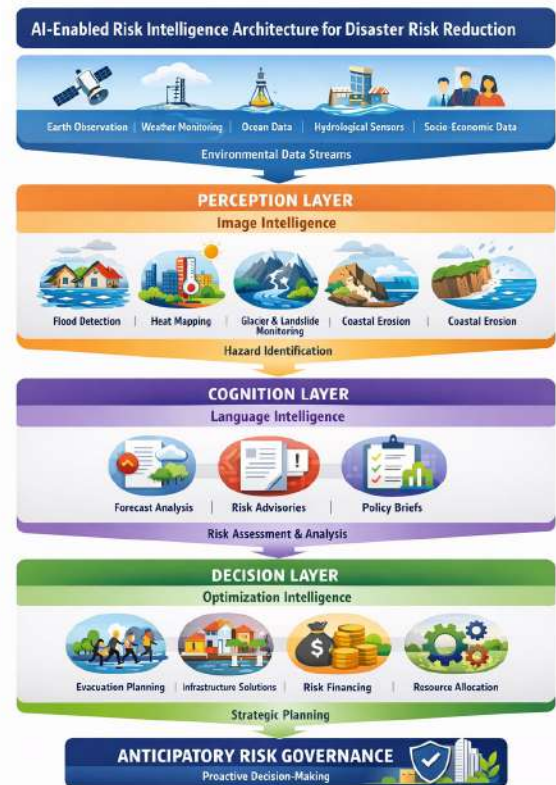 AI-Enabled Risk Intelligence Architecture for Disaster Risk Reduction
Earth Observation | Weather Monitoring | Ocean Data | Hydrological Sensors | Socio-Economic Data
Environmental Data Streams
PERCEPTION LAYER
Image Intelligence
Flood Detection | Heat Mapping | Glacier & Landslide Monitoring | Coastal Erosion | Coastal Erosion
Hazard Identification
COGNITION LAYER
Language Intelligence
Forecast Analysis | Risk Advisories | Policy Briefs
Risk Assessment & Analysis
DECISION LAYER
Optimization Intelligence
Evacuation Planning | Infrastructure Solutions | Risk Financing | Resource Allocation
Strategic Planning
ANTICIPATORY RISK GOVERNANCE
Proactive Decision-Making